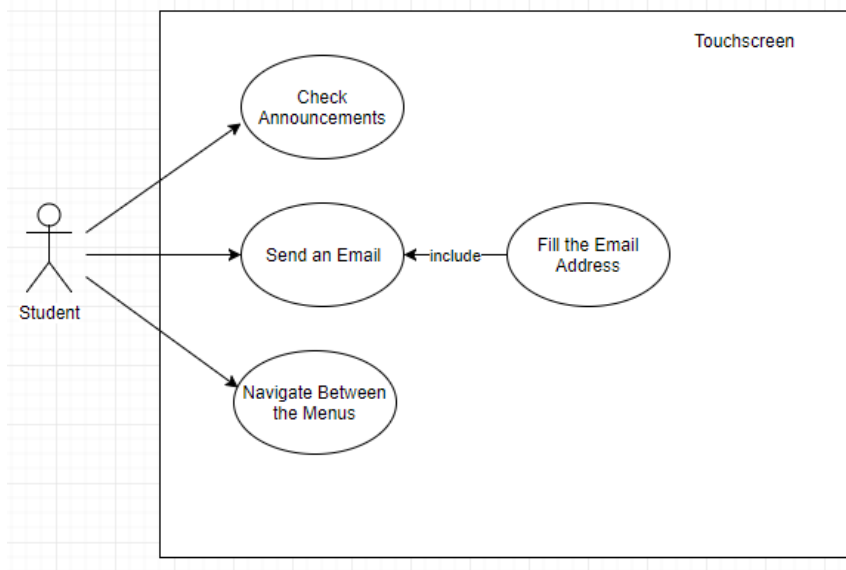 Touchscreen
Check
Announcements
Send an Email
include
Fill the Email
Address
Student
Navigate Between
the Menus